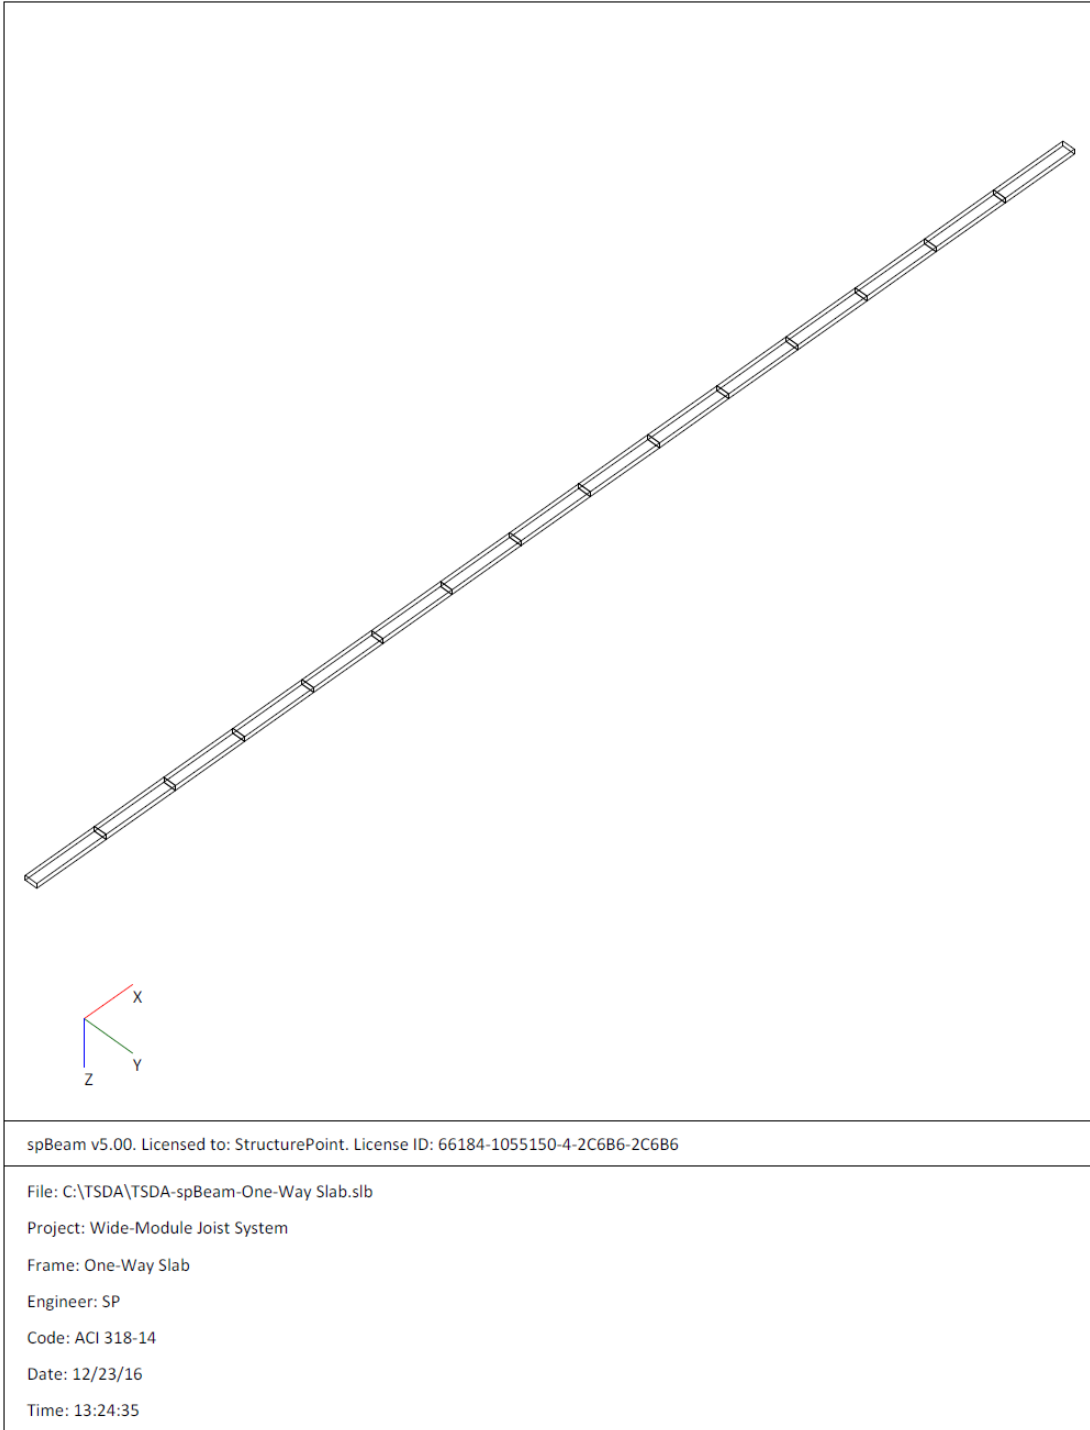 X
Y
Z
spBeam v5.00. Licensed to: StructurePoint. License ID: 66184-1055150-4-2C6B6-2C6B6
File: C:\TSDA\TSDA-spBeam-One-Way Slab.slb
Project: Wide-Module Joist System
Frame: One-Way Slab
Engineer: SP
Code: ACI 318-14
Date: 12/23/16
Time: 13:24:35